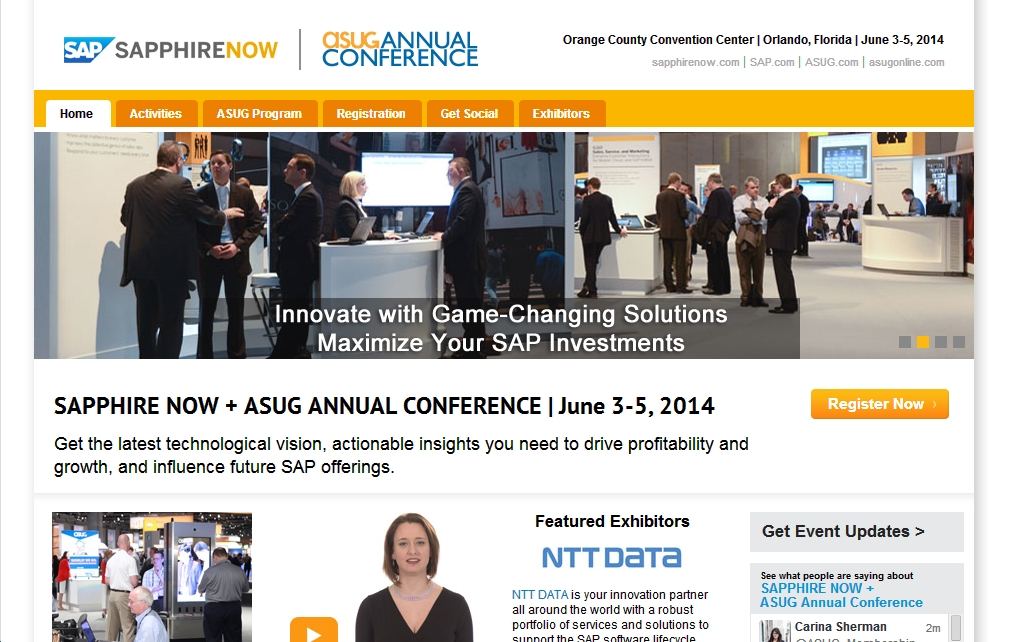 SAP SAPPHIRENOW
asug ANNUAL
CONFERENCE
Orange County Convention Center | Orlando, Florida | June 3-5, 2014
sapphirenow.com | SAP.com | ASUG.com | asugonline.com
Home
Activities
ASUG Program
Registration
Get Social
Exhibitors
Sales, Service, and Marketing
Innovate with Game-Changing Solutions
Maximize Your SAP Investments
SAPPHIRE NOW + ASUG ANNUAL CONFERENCE | June 3-5, 2014
Register Now ›
Get the latest technological vision, actionable insights you need to drive profitability and
growth, and influence future SAP offerings.
asug
Featured Exhibitors
NTT DATA
NTT DATA is your innovation partner
all around the world with a robust
portfolio of services and solutions to
support the SAP software lifecycle
Get Event Updates >
See what people are saying about
SAPPHIRE NOW +
ASUG Annual Conference
Carina Sherman 2m